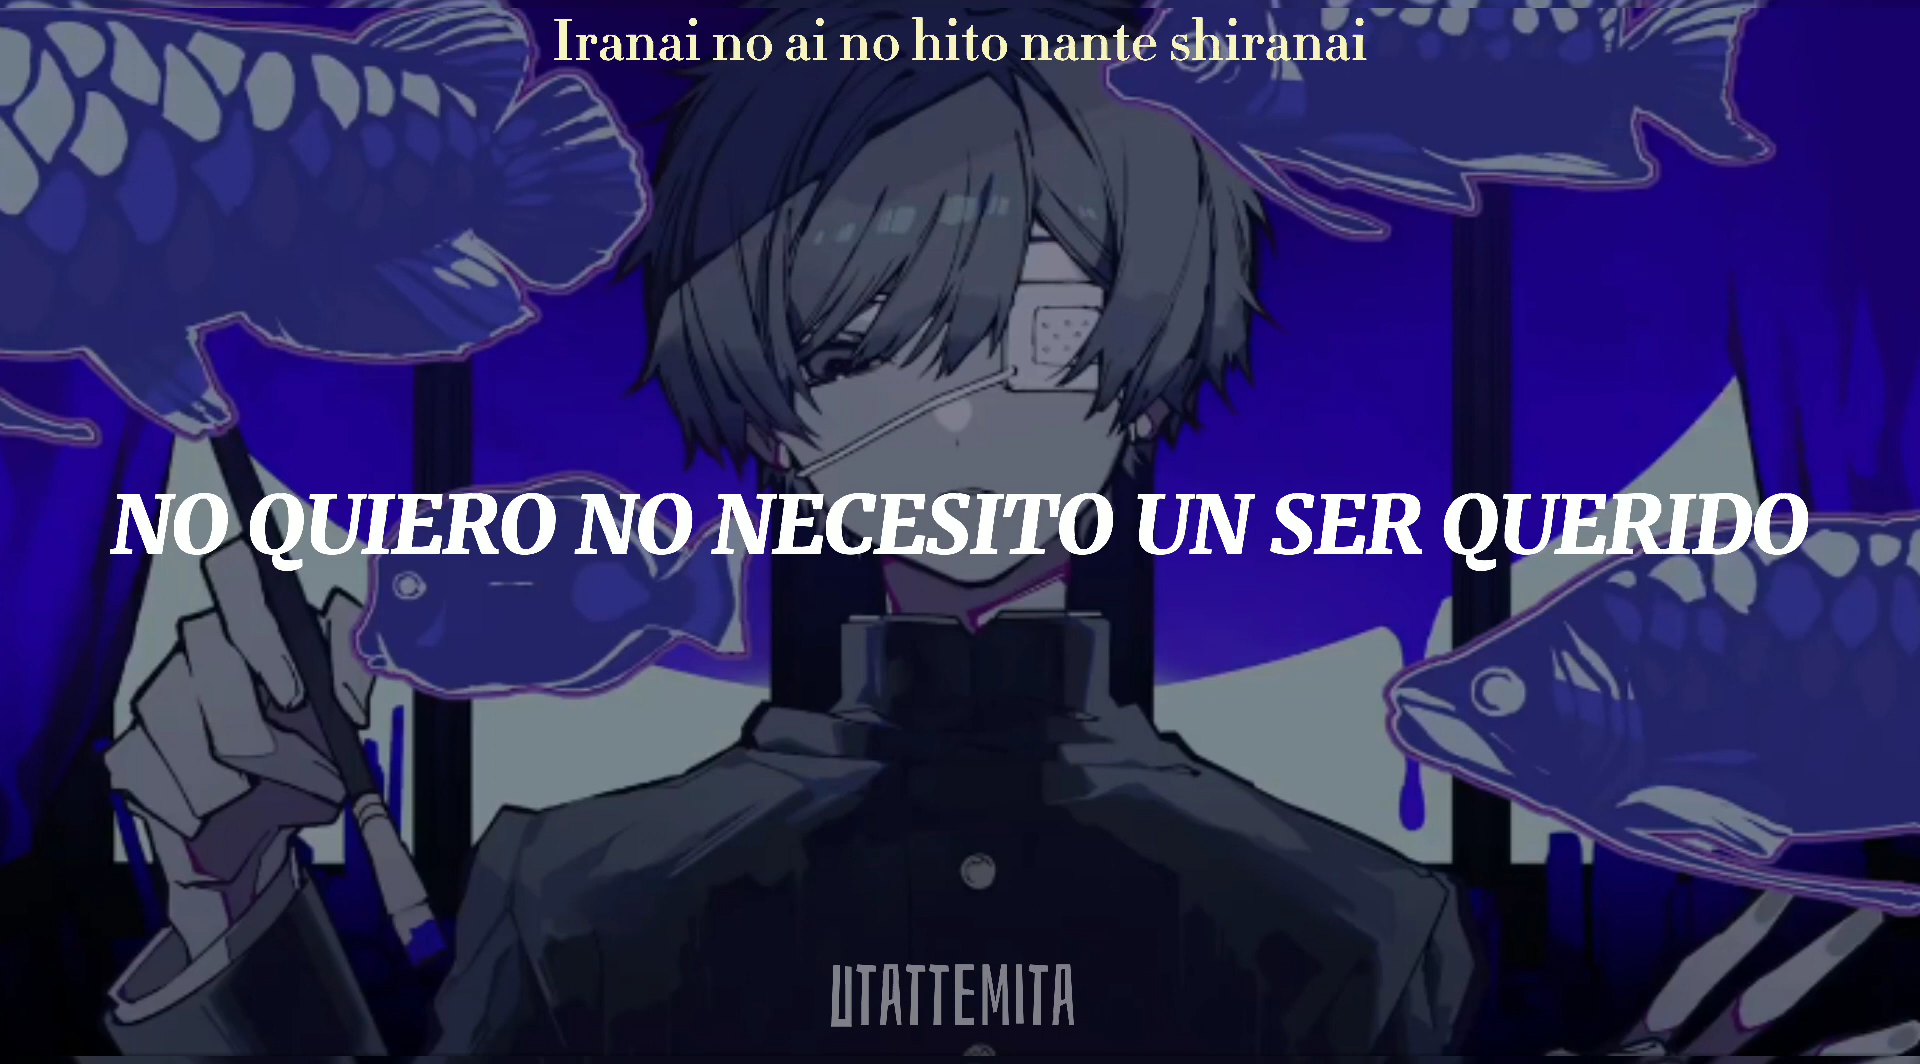 Iranai no ai no hito nante shiranai
NO QUIERO NO NECESITO UN SER QUERIDO
UTATTEMITA